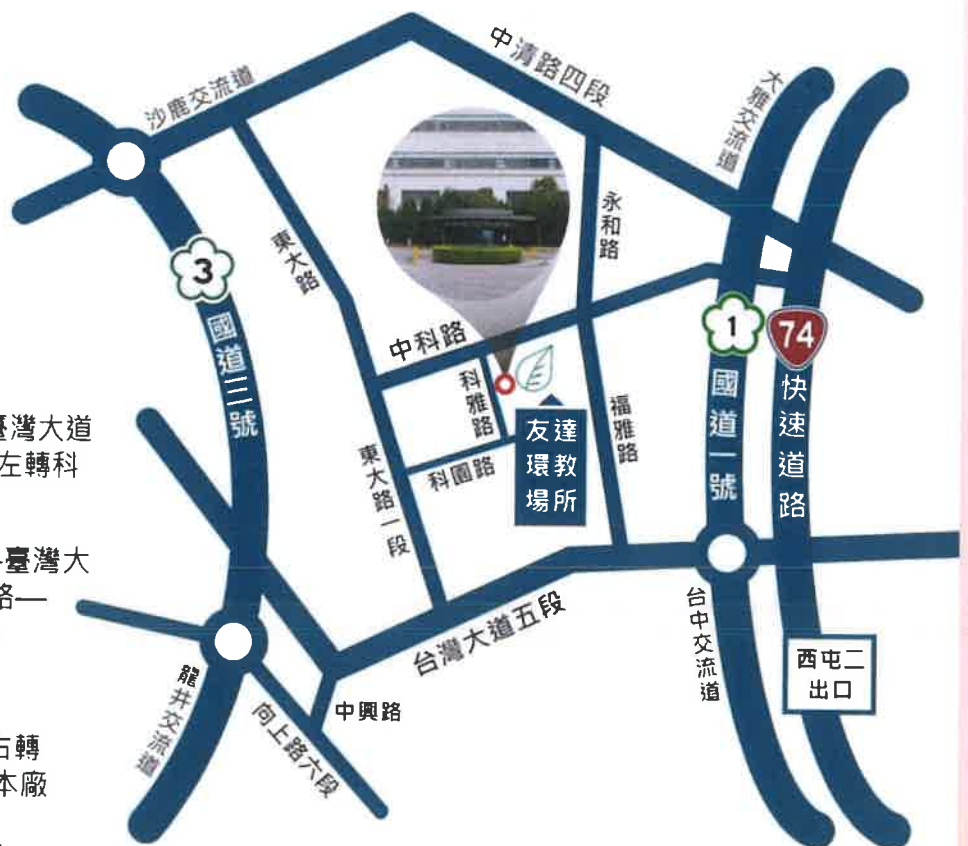 中清路四段
沙鹿交流道
大雅交流道
永和路
東大路
3
國道三號
中科路
1
74
國道一號
快速道路
科雅路
福雅路
友達
環教
場所
臺灣大道
左轉科
東大路一段
科園路
臺灣大
路一
台灣大道五段
台中交流道
西屯二
出口
龍井交流道
中興路
向上路六段
右轉
本廠